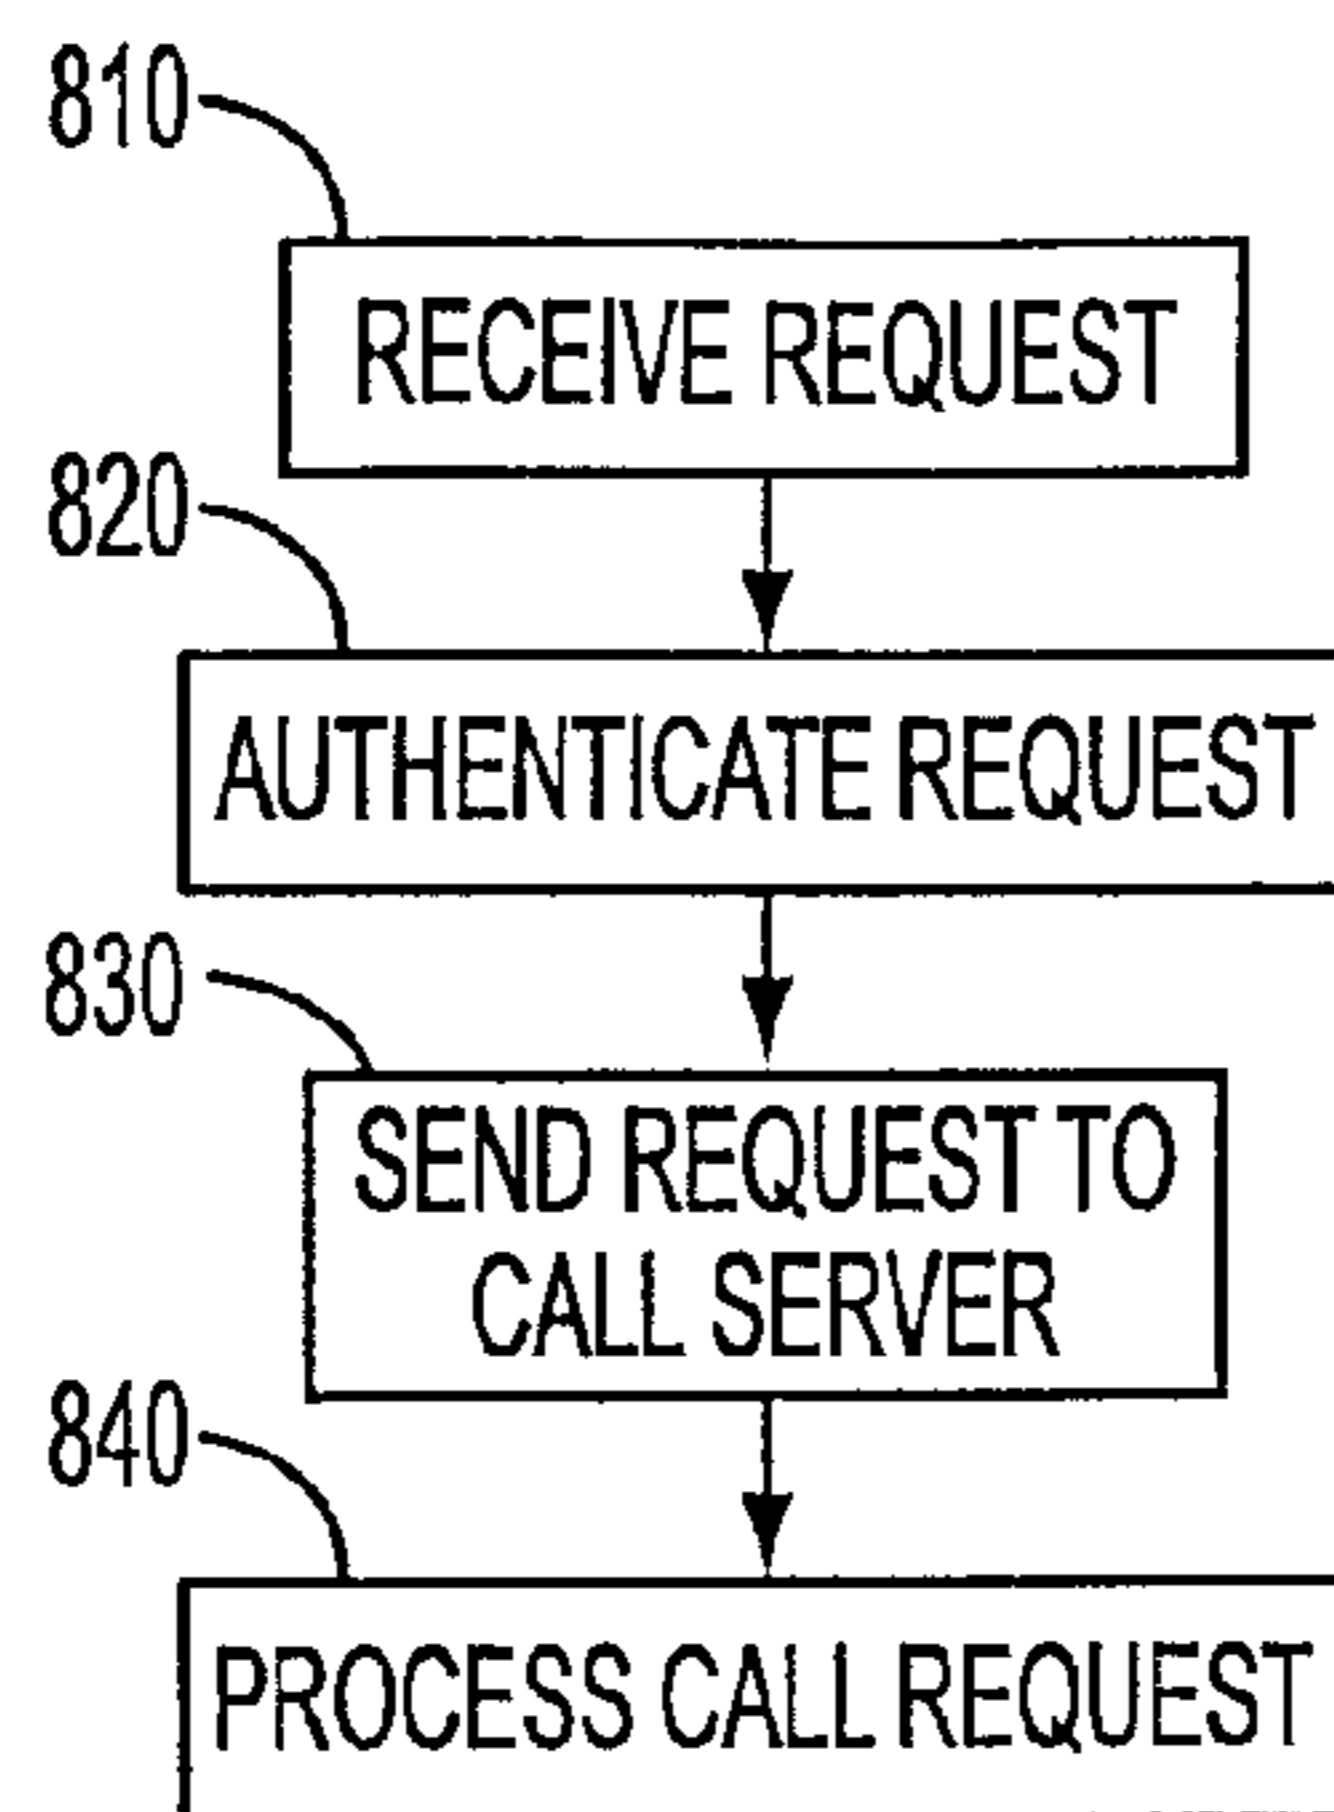 810
RECEIVE REQUEST
820
AUTHENTICATE REQUEST
830
SEND REQUEST TO
CALL SERVER
840
PROCESS CALL REQUEST